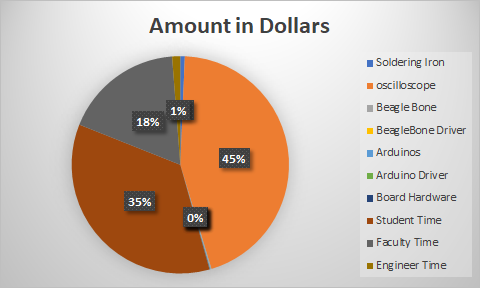 Amount in Dollars
1%
18%
45%
35%
0%
Soldering Iron
oscilloscope
Beagle Bone
BeagleBone Driver
Arduinos
Arduino Driver
Board Hardware
Student Time
Faculty Time
Engineer Time